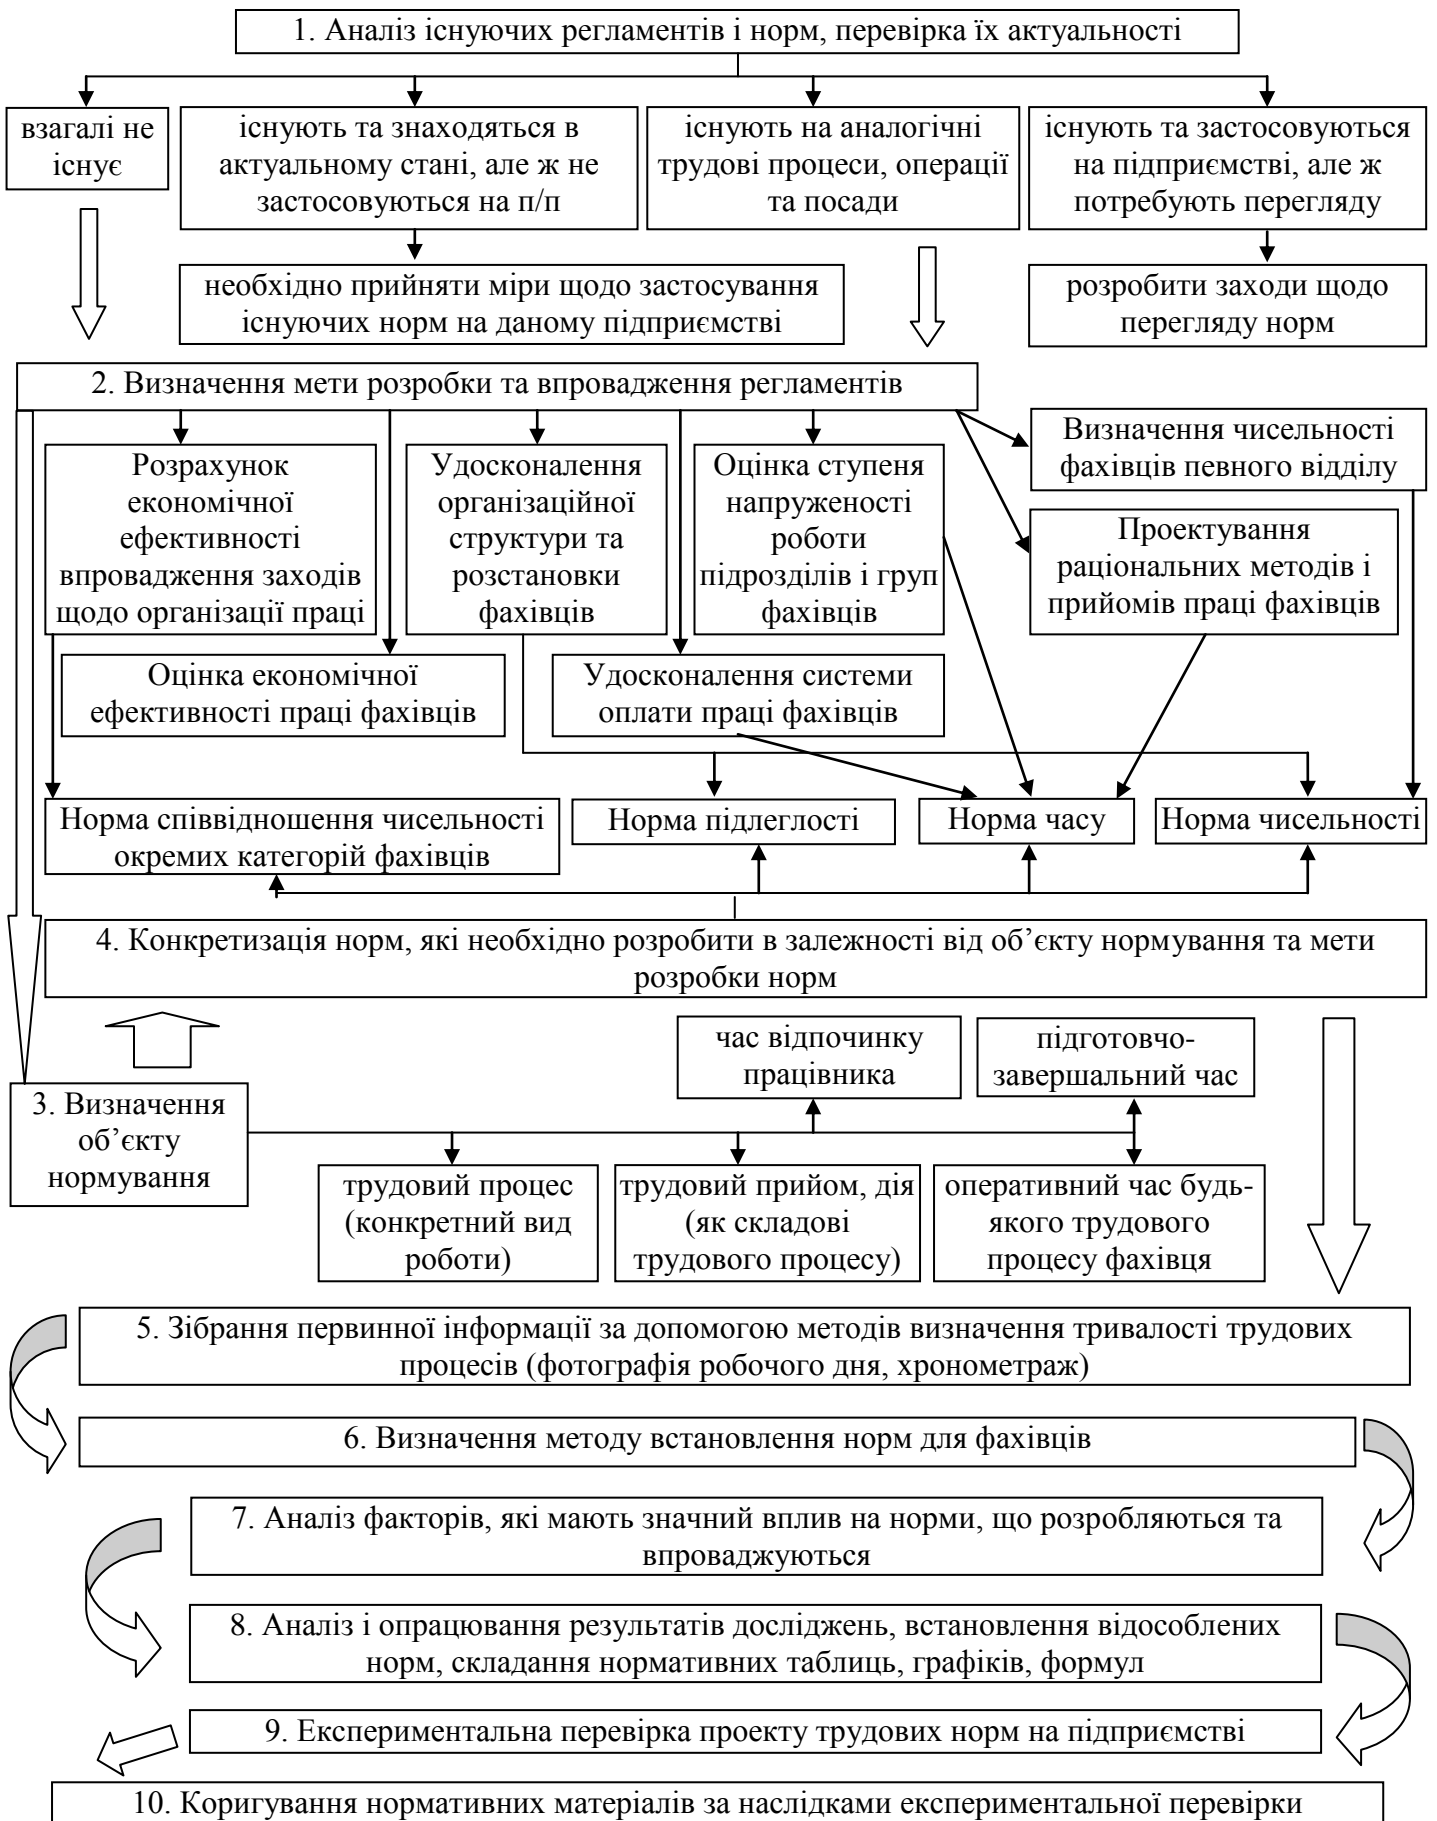 1. Аналіз існуючих регламентів і норм, перевірка їх актуальності
взагалі не
існує
існують та знаходяться в
актуальному стані, але ж не
застосовуються на п/п
існують на аналогічні
трудові процеси, операції
та посади
існують та застосовуються
на підприємстві, але ж
потребують перегляду
необхідно прийняти міри щодо застосування
існуючих норм на даному підприємстві
розробити заходи щодо
перегляду норм
2. Визначення мети розробки та впровадження регламентів
Розрахунок
економічної
ефективності
впровадження заходів
щодо організації праці
Удосконалення
організаційної
структури та
розстановки
фахівців
Оцінка ступеня
напруженості
роботи
підрозділів і груп
фахівців
Визначення чисельності
фахівців певного відділу
Проектування
раціональних методів і
прийомів праці фахівців
Оцінка економічної
ефективності праці фахівців
Удосконалення системи
оплати праці фахівців
Норма співвідношення чисельності
окремих категорій фахівців
Норма підлеглості
Норма часу
Норма чисельності
4. Конкретизація норм, які необхідно розробити в залежності від об’єкту нормування та мети
розробки норм
час відпочинку
працівника
підготовчо-
завершальний час
3. Визначення
об’єкту
нормування
трудовий процес
(конкретний вид
роботи)
трудовий прийом, дія
(як складові
трудового процесу)
оперативний час будь-
якого трудового
процесу фахівця
5. Зібрання первинної інформації за допомогою методів визначення тривалості трудових
процесів (фотографія робочого дня, хронометраж)
6. Визначення методу встановлення норм для фахівців
7. Аналіз факторів, які мають значний вплив на норми, що розробляються та
впроваджуються
8. Аналіз і опрацювання результатів досліджень, встановлення відособлених
норм, складання нормативних таблиць, графіків, формул
9. Експериментальна перевірка проекту трудових норм на підприємстві
10. Коригування нормативних матеріалів за наслідками експериментальної перевірки